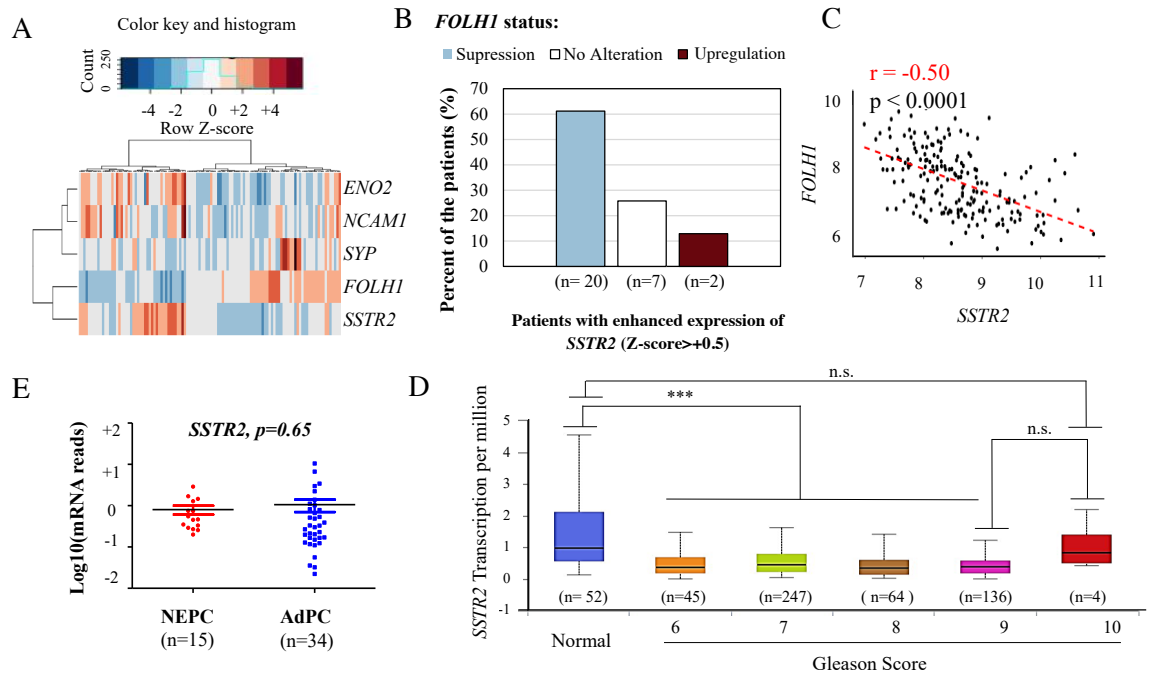 A
Color key and histogram
Count
250
0
-4 -2 0 +2 +4
Row Z-score
ENO2
NCAM1
SYP
FOLH1
SSTR2
B
FOLH1 status:
Supression No Alteration Upregulation
Percent of the patients (%)
70
60
50
40
30
20
10
0
(n= 20) (n=7) (n=2)
Patients with enhanced expression of
SSTR2 (Z-score>+0.5)
C
r = -0.50
p < 0.0001
FOLH1
10
8
6
7 8 9 10 11
SSTR2
E
SSTR2, p=0.65
Log10(mRNA reads)
+2
+1
0
-1
-2
NEPC AdPC
(n=15) (n=34)
D
n.s.
***
n.s.
SSTR2 Transcription per million
5
4
3
2
1
0
-1
(n= 52) (n=45) (n=247) ( n=64 ) (n=136) (n=4)
Normal 6 7 8 9 10
Gleason Score